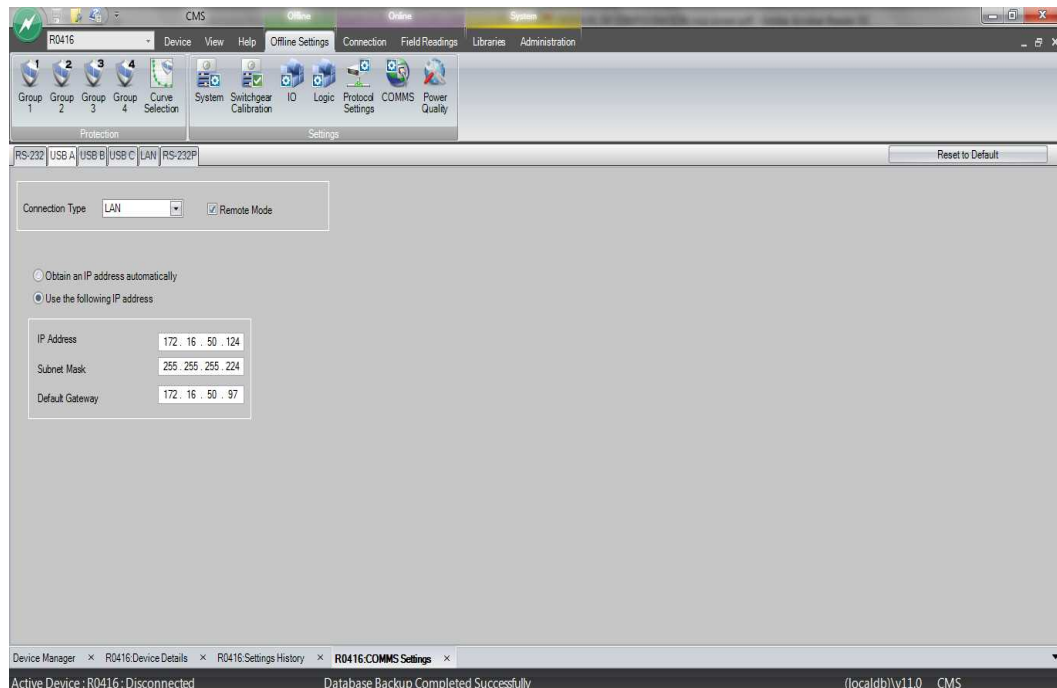 CMS Offline Online System
R0416 Device View Help Offline Settings Connection Field Readings Libraries Administration
1 2 3 4
Group 1 Group 2 Group 3 Group 4 Curve Selection System Switchgear Calibration IO Logic Protocol Settings COMMS Power Quality
Protection Settings
RS-232 USB A USB B USB C LAN RS-232P Reset to Default
Connection Type LAN Remote Mode
Obtain an IP address automatically
Use the following IP address
IP Address 172 . 16 . 50 . 124
Subnet Mask 255 . 255 . 255 . 224
Default Gateway 172 . 16 . 50 . 97
Device Manager × R0416:Device Details × R0416:Settings History × R0416:COMMS Settings ×
Active Device : R0416 : Disconnected Database Backup Completed Successfully (localdb)\v11.0 CMS